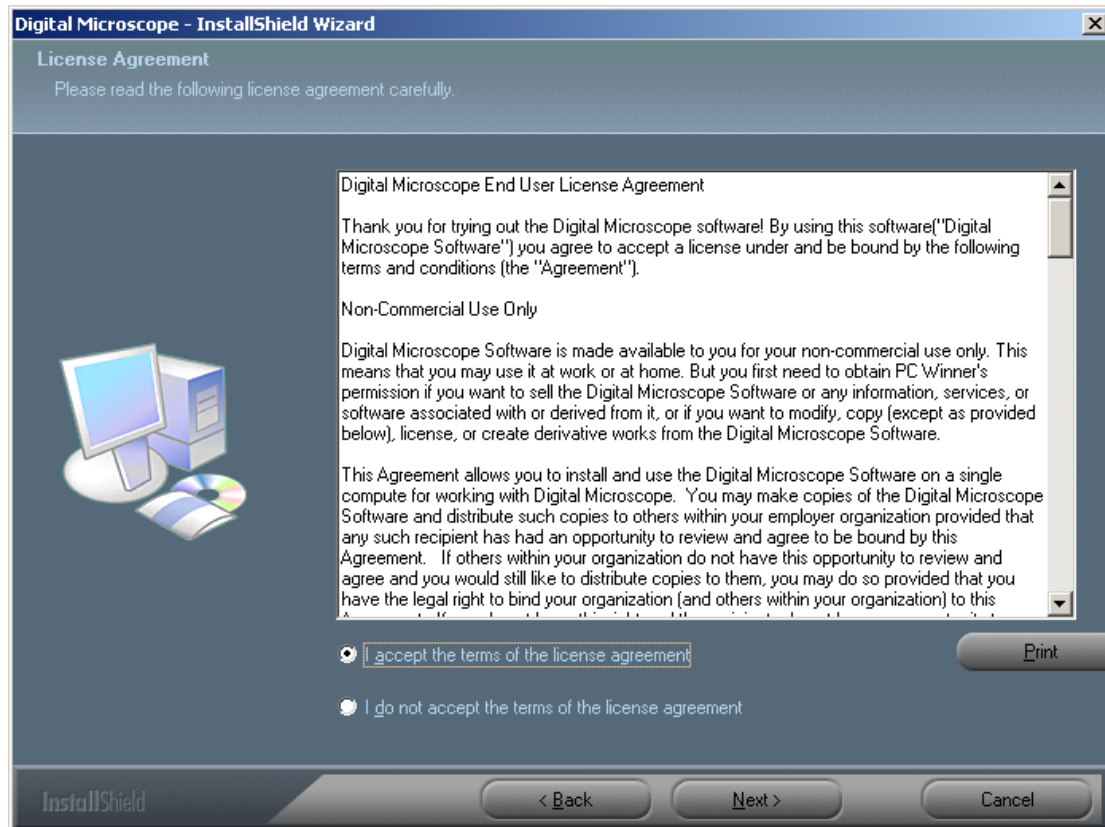 Digital Microscope - InstallShield Wizard
License Agreement
Please read the following license agreement carefully.
Digital Microscope End User License Agreement
Thank you for trying out the Digital Microscope software! By using this software("Digital
Microscope Software") you agree to accept a license under and be bound by the following
terms and conditions (the "Agreement").
Non-Commercial Use Only
Digital Microscope Software is made available to you for your non-commercial use only. This
means that you may use it at work or at home. But you first need to obtain PC Winner's
permission if you want to sell the Digital Microscope Software or any information, services, or
software associated with or derived from it, or if you want to modify, copy (except as provided
below), license, or create derivative works from the Digital Microscope Software.
This Agreement allows you to install and use the Digital Microscope Software on a single
compute for working with Digital Microscope.  You may make copies of the Digital Microscope
Software and distribute such copies to others within your employer organization provided that
any such recipient has had an opportunity to review and agree to be bound by this
Agreement.   If others within your organization do not have this opportunity to review and
agree and you would still like to distribute copies to them, you may do so provided that you
have the legal right to bind your organization (and others within your organization) to this
I accept the terms of the license agreement
Print
I do not accept the terms of the license agreement
InstallShield
< Back
Next >
Cancel